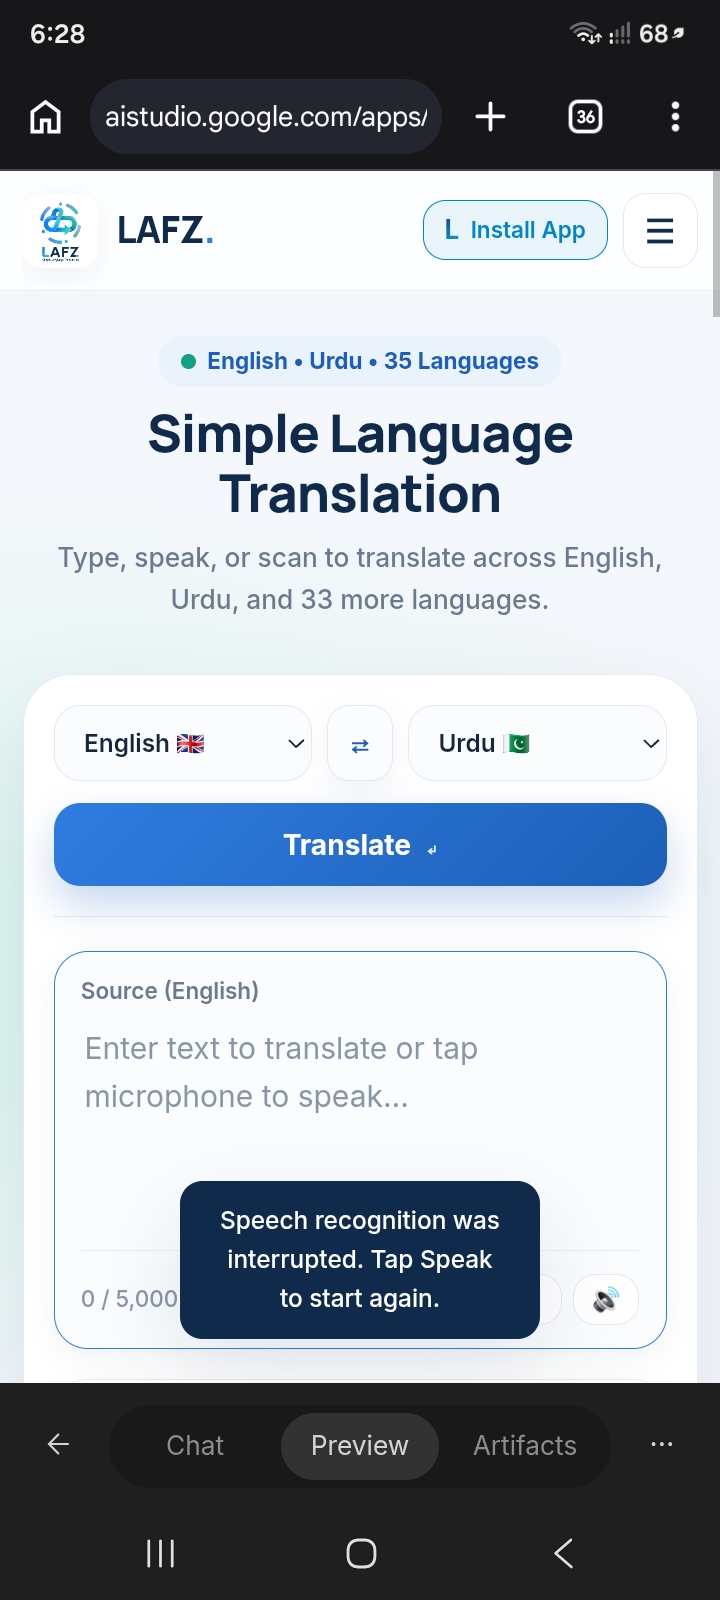 6:28
68
aistudio.google.com/apps/
36
LAFZ
LAFZ.
L Install App
English • Urdu • 35 Languages
Simple Language
Translation
Type, speak, or scan to translate across English,
Urdu, and 33 more languages.
English
Urdu
Translate
Source (English)
Enter text to translate or tap
microphone to speak...
Speech recognition was
interrupted. Tap Speak
to start again.
0 / 5,000
Chat
Preview
Artifacts